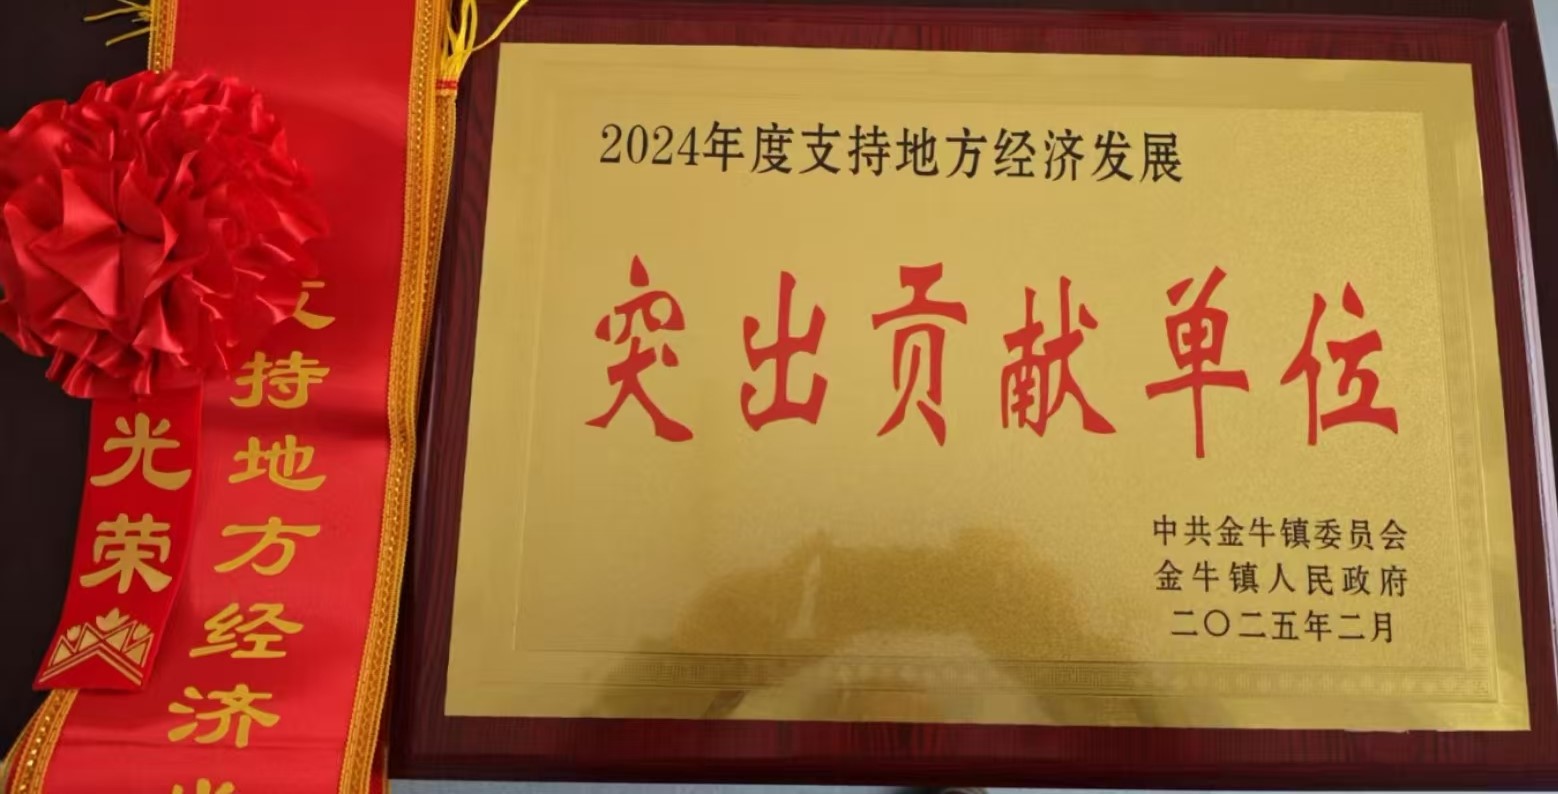 2024年度支持地方经济发展
突出贡献单位
中共金牛镇委员会
金牛镇人民政府
二〇二五年二月
光荣
支持地方经济